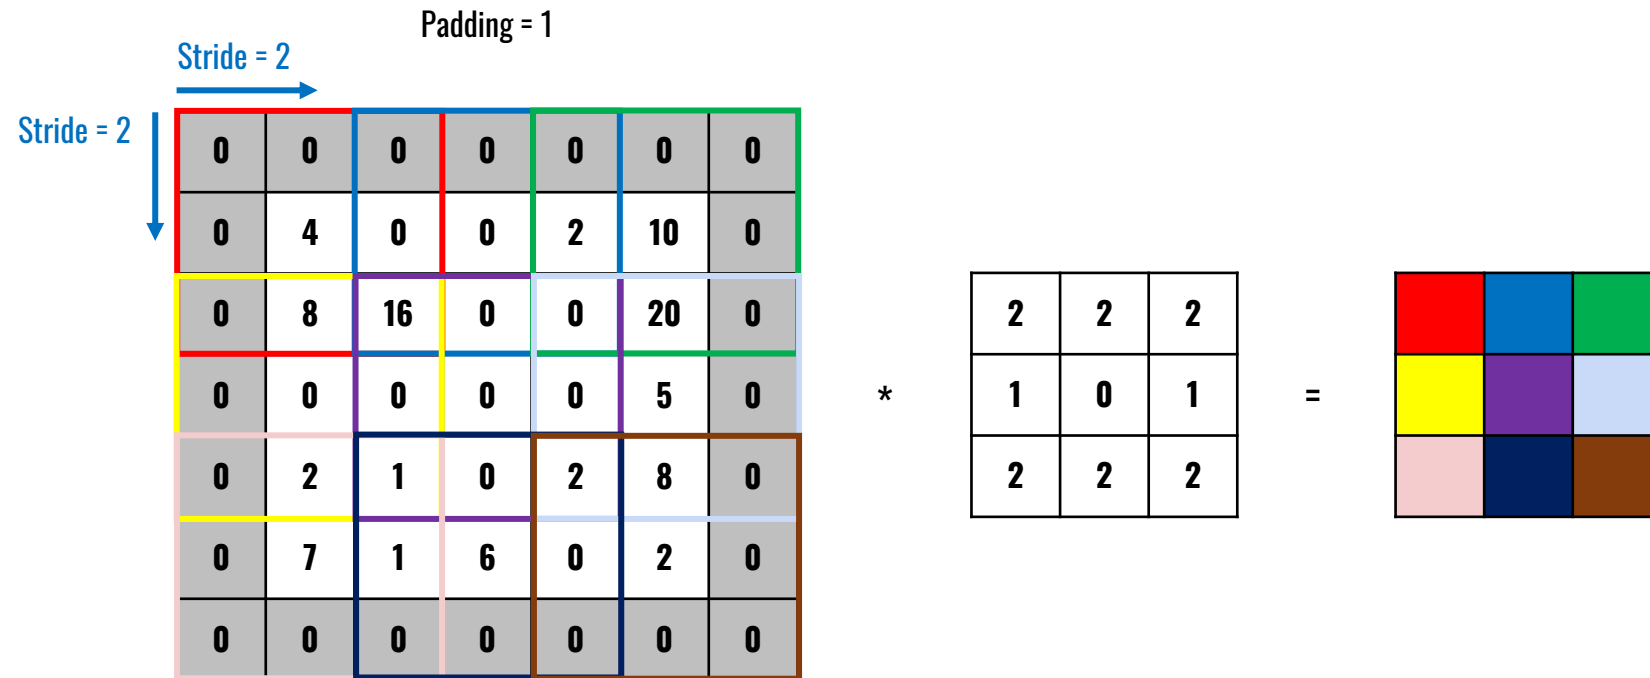 Padding = 1
Stride = 2
Stride = 2
0 0 0 0 0 0 0
0 4 0 0 2 10 0
0 8 16 0 0 20 0
0 0 0 0 0 5 0
0 2 1 0 2 8 0
0 7 1 6 0 2 0
0 0 0 0 0 0 0
*
2 2 2
1 0 1
2 2 2
=